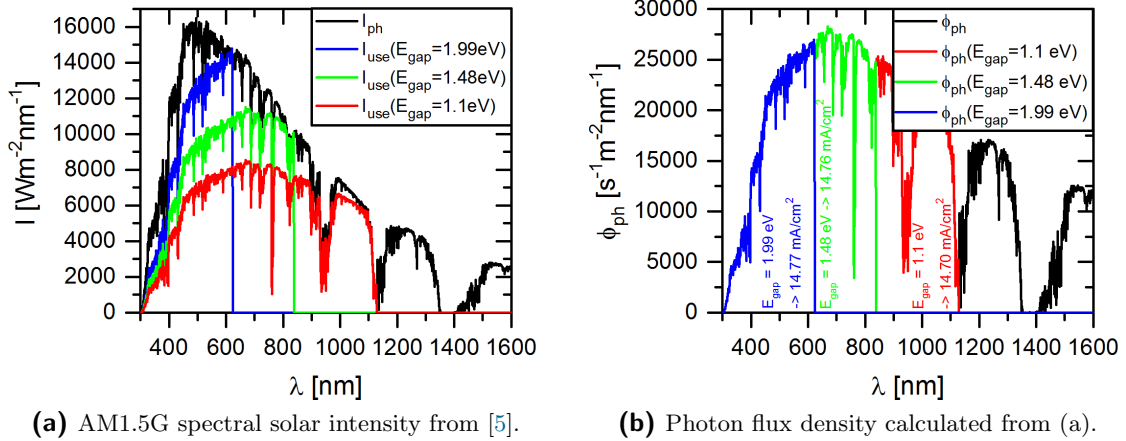 16000
14000
12000
10000
8000
6000
4000
2000
0
I [Wm⁻²nm⁻¹]
I_ph
I_use(E_gap=1.99eV)
I_use(E_gap=1.48eV)
I_use(E_gap=1.1eV)
400 600 800 1000 1200 1400 1600
λ [nm]
(a) AM1.5G spectral solar intensity from [5].
30000
25000
20000
15000
10000
5000
0
ϕ_ph [s⁻¹m⁻²nm⁻¹]
ϕ_ph
ϕ_ph(E_gap=1.1 eV)
ϕ_ph(E_gap=1.48 eV)
ϕ_ph(E_gap=1.99 eV)
E_gap = 1.99 eV
-> 14.77 mA/cm²
E_gap = 1.48 eV -> 14.76 mA/cm²
E_gap = 1.1 eV
-> 14.70 mA/cm²
400 600 800 1000 1200 1400 1600
λ [nm]
(b) Photon flux density calculated from (a).